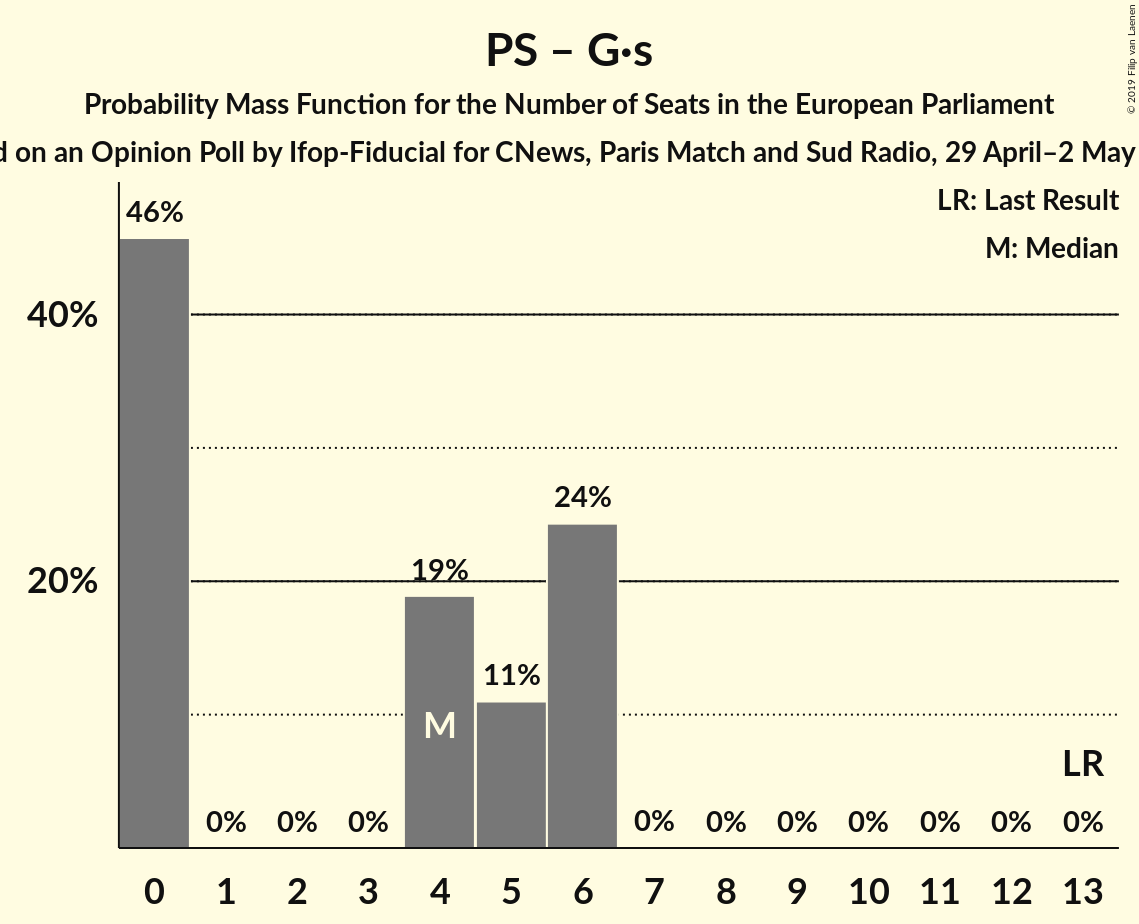 © 2019 Filip van Laenen
PS – G·s
Probability Mass Function for the Number of Seats in the European Parliament
on an Opinion Poll by Ifop-Fiducial for CNews, Paris Match and Sud Radio, 29 April–2 May
LR: Last Result
M: Median
46%
40%
24%
19%
20%
11%
M
LR
0% 0% 0% 0% 0% 0% 0% 0% 0% 0%
0 1 2 3 4 5 6 7 8 9 10 11 12 13